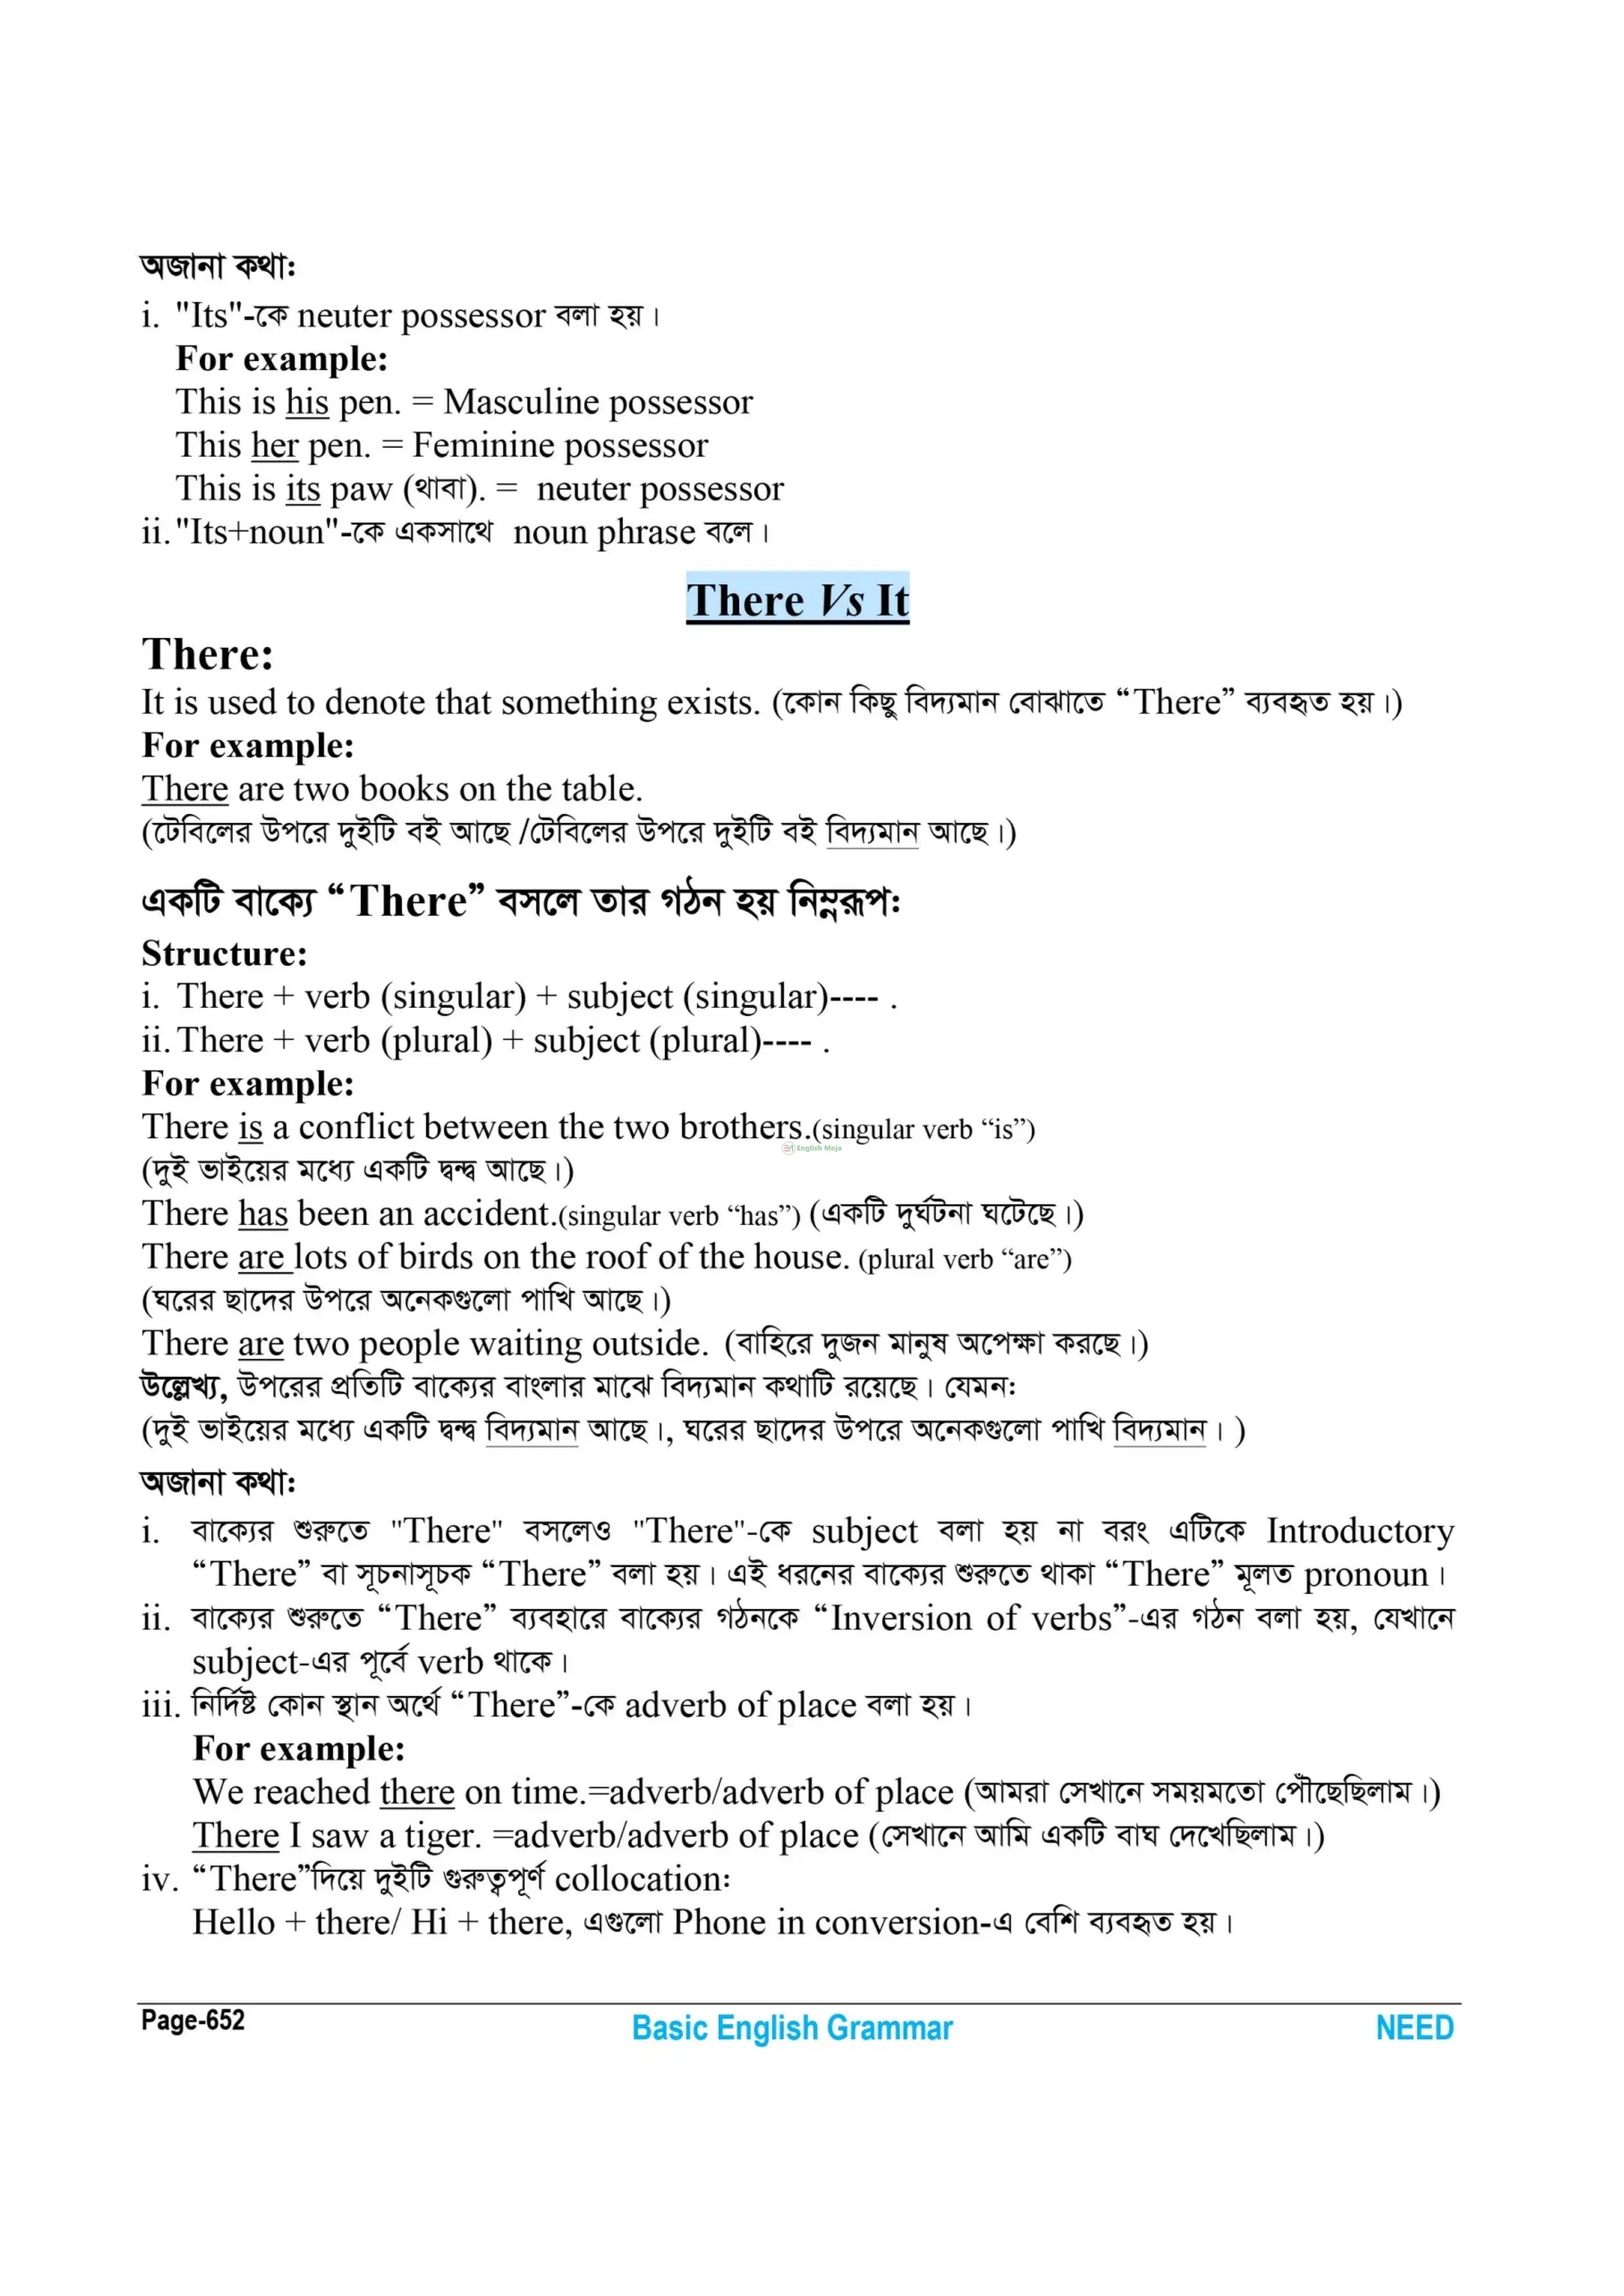 অজানা কথাঃ
i. "Its"-কে neuter possessor বলা হয়।
For example:
This is his pen. = Masculine possessor
This her pen. = Feminine possessor
This is its paw (থাবা). = neuter possessor
ii. "Its+noun"-কে একসাথে noun phrase বলে।
There Vs It
There:
It is used to denote that something exists. (কোন কিছু বিদ্যমান বোঝাতে “There” ব্যবহৃত হয়।)
For example:
There are two books on the table.
(টেবিলের উপরে দুইটি বই আছে /টেবিলের উপরে দুইটি বই বিদ্যমান আছে।)
একটি বাক্যে “There” বসলে তার গঠন হয় নিম্নরূপঃ
Structure:
i. There + verb (singular) + subject (singular)---- .
ii. There + verb (plural) + subject (plural)---- .
For example:
There is a conflict between the two brothers.(singular verb “is”)
English Moja
(দুই ভাইয়ের মধ্যে একটি দ্বন্দ্ব আছে।)
There has been an accident.(singular verb “has”) (একটি দুর্ঘটনা ঘটেছে।)
There are lots of birds on the roof of the house. (plural verb “are”)
(ঘরের ছাদের উপরে অনেকগুলো পাখি আছে।)
There are two people waiting outside. (বাহিরে দুজন মানুষ অপেক্ষা করছে।)
উল্লেখ্য, উপরের প্রতিটি বাক্যের বাংলার মাঝে বিদ্যমান কথাটি রয়েছে। যেমনঃ
(দুই ভাইয়ের মধ্যে একটি দ্বন্দ্ব বিদ্যমান আছে।, ঘরের ছাদের উপরে অনেকগুলো পাখি বিদ্যমান। )
অজানা কথাঃ
i. বাক্যের শুরুতে "There" বসলেও "There"-কে subject বলা হয় না বরং এটিকে Introductory
“There” বা সূচনাসূচক “There” বলা হয়। এই ধরনের বাক্যের শুরুতে থাকা “There” মূলত pronoun।
ii. বাক্যের শুরুতে “There” ব্যবহারে বাক্যের গঠনকে “Inversion of verbs”-এর গঠন বলা হয়, যেখানে
subject-এর পূর্বে verb থাকে।
iii. নির্দিষ্ট কোন স্থান অর্থে “There”-কে adverb of place বলা হয়।
For example:
We reached there on time.=adverb/adverb of place (আমরা সেখানে সময়মতো পৌঁছেছিলাম।)
There I saw a tiger. =adverb/adverb of place (সেখানে আমি একটি বাঘ দেখেছিলাম।)
iv. “There”দিয়ে দুইটি গুরুত্বপূর্ণ collocation:
Hello + there/ Hi + there, এগুলো Phone in conversion-এ বেশি ব্যবহৃত হয়।
Page-652 Basic English Grammar NEED